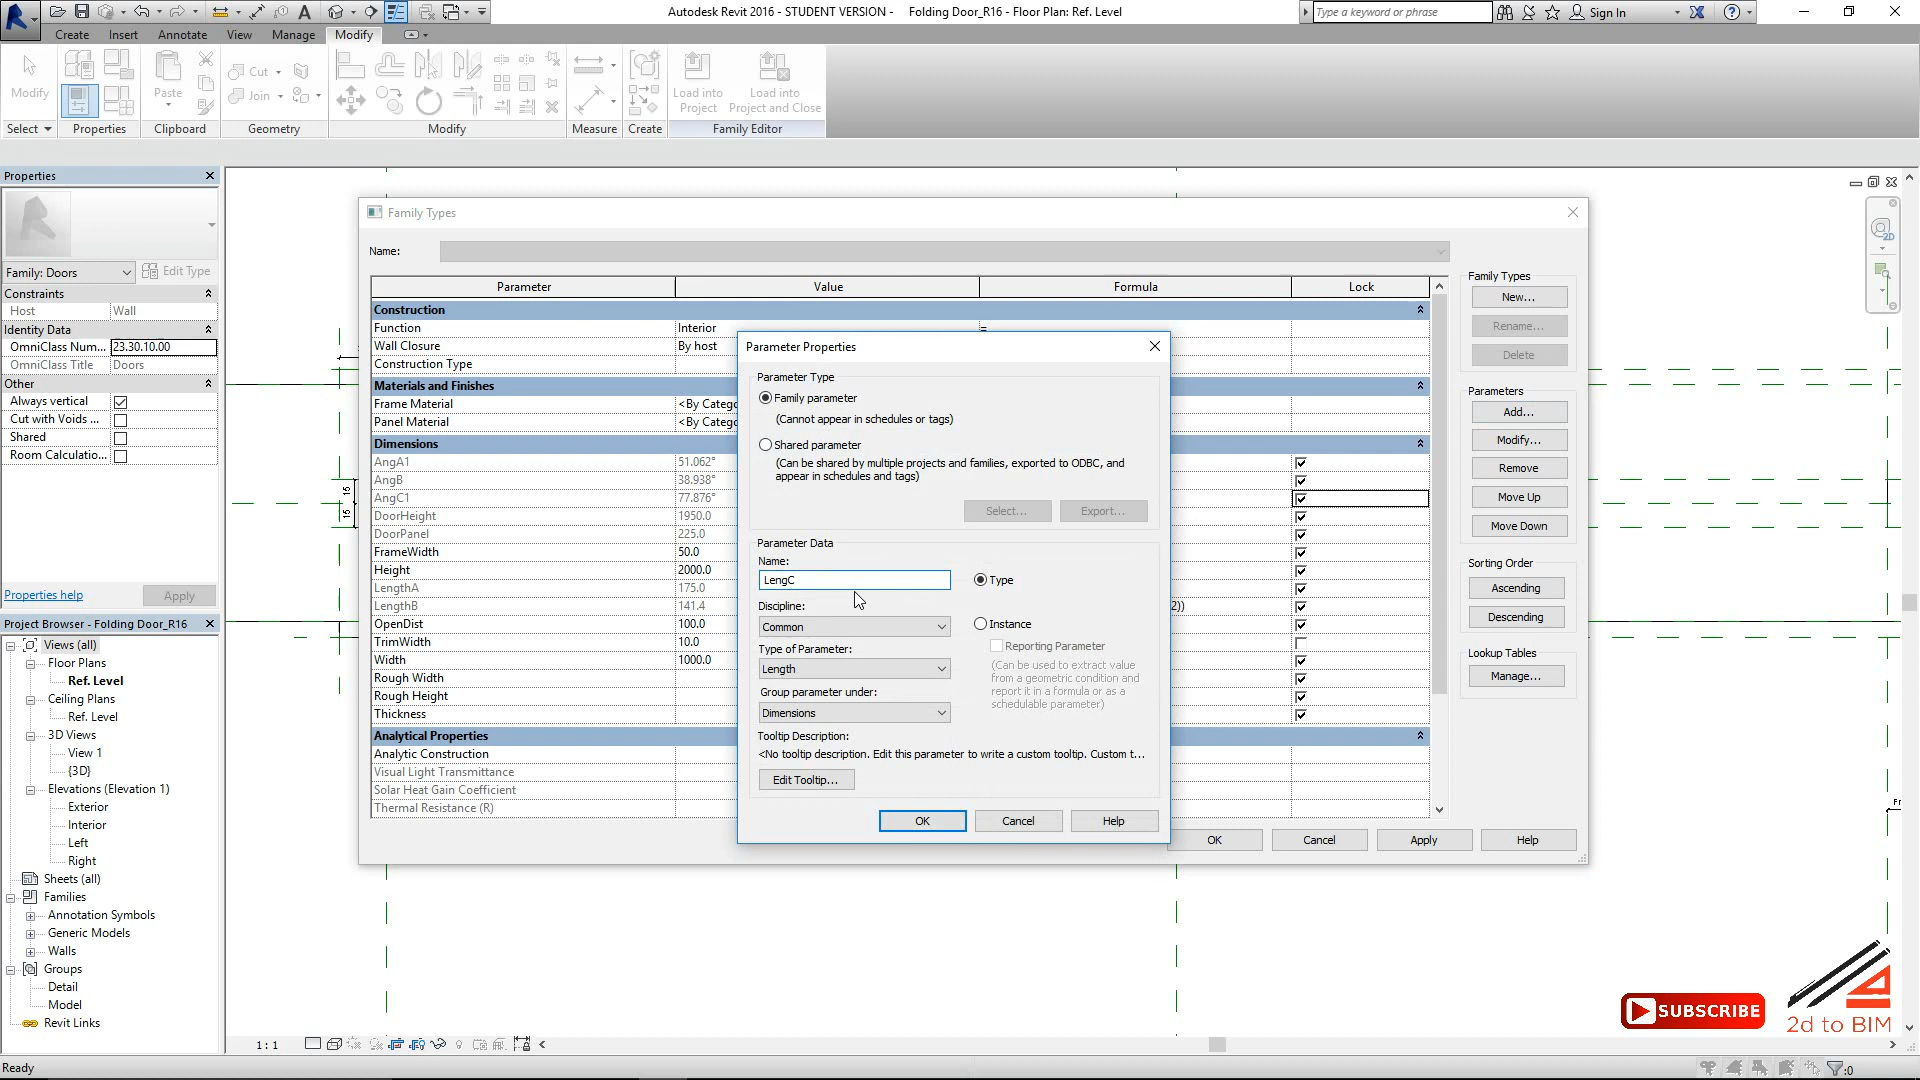 Autodesk Revit 2016 - STUDENT VERSION -    Folding Door_R16 - Floor Plan: Ref. Level
Type a keyword or phrase
Sign In
Create Insert Annotate View Manage Modify
Modify
Paste
Cut
Join
Load into Project
Load into Project and Close
Select Properties Clipboard Geometry Modify Measure Create Family Editor
Properties
Family: Doors
Edit Type
Constraints
Host Wall
Identity Data
OmniClass Num... 23.30.10.00
OmniClass Title Doors
Other
Always vertical
Cut with Voids ...
Shared
Room Calculatio...
Properties help
Apply
Project Browser - Folding Door_R16
Views (all)
Floor Plans
Ref. Level
Ceiling Plans
Ref. Level
3D Views
View 1
{3D}
Elevations (Elevation 1)
Exterior
Interior
Left
Right
Sheets (all)
Families
Annotation Symbols
Generic Models
Walls
Groups
Detail
Model
Revit Links
Ready
15
15
Family Types
Name:
Parameter Value Formula Lock
Construction
Function Interior =
Wall Closure By host
Construction Type
Materials and Finishes
Frame Material <By Catego
Panel Material <By Catego
Dimensions
AngA1 51.062°
AngB 38.938°
AngC1 77.876°
DoorHeight 1950.0
DoorPanel 225.0
FrameWidth 50.0
Height 2000.0
LengthA 175.0
LengthB 141.4 2))
OpenDist 100.0
TrimWidth 10.0
Width 1000.0
Rough Width
Rough Height
Thickness
Analytical Properties
Analytic Construction
Visual Light Transmittance
Solar Heat Gain Coefficient
Thermal Resistance (R)
Family Types
New...
Rename...
Delete
Parameters
Add...
Modify...
Remove
Move Up
Move Down
Sorting Order
Ascending
Descending
Lookup Tables
Manage...
OK Cancel Apply Help
Parameter Properties
Parameter Type
Family parameter
(Cannot appear in schedules or tags)
Shared parameter
(Can be shared by multiple projects and families, exported to ODBC, and
appear in schedules and tags)
Select... Export...
Parameter Data
Name:
LengC
Type
Discipline:
Common
Instance
Type of Parameter:
Reporting Parameter
Length
(Can be used to extract value
from a geometric condition and
report it in a formula or as a
schedulable parameter)
Group parameter under:
Dimensions
Tooltip Description:
<No tooltip description. Edit this parameter to write a custom tooltip. Custom t...
Edit Tooltip...
OK Cancel Help
2D
Fr
1 : 1
SUBSCRIBE
2d to BIM
:0